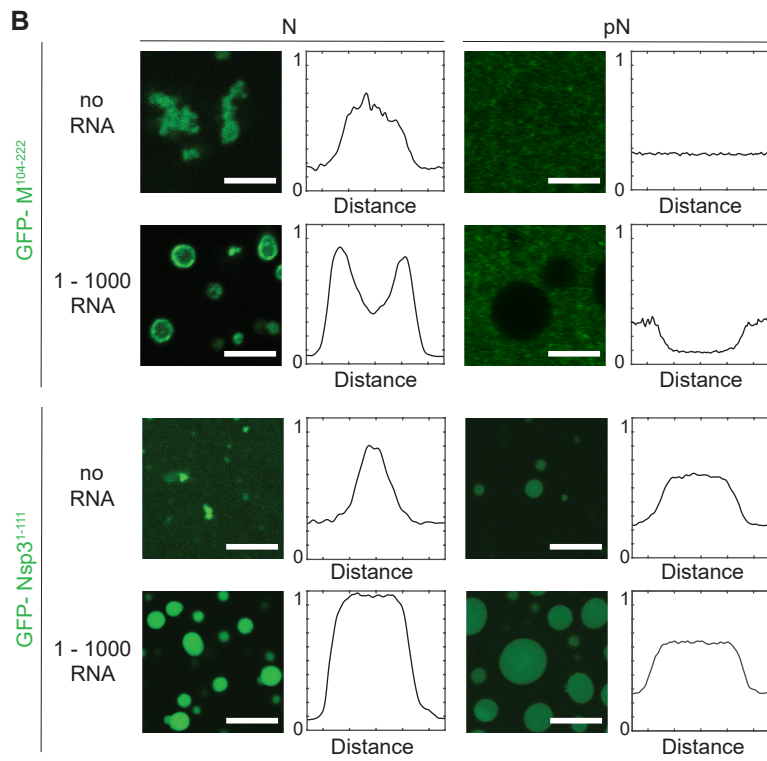 B
N
pN
GFP- M104-222
no
RNA
1
0
Distance
1
0
Distance
1 - 1000
RNA
1
0
Distance
1
0
Distance
GFP- Nsp31-111
no
RNA
1
0
Distance
1
0
Distance
1 - 1000
RNA
1
0
Distance
1
0
Distance